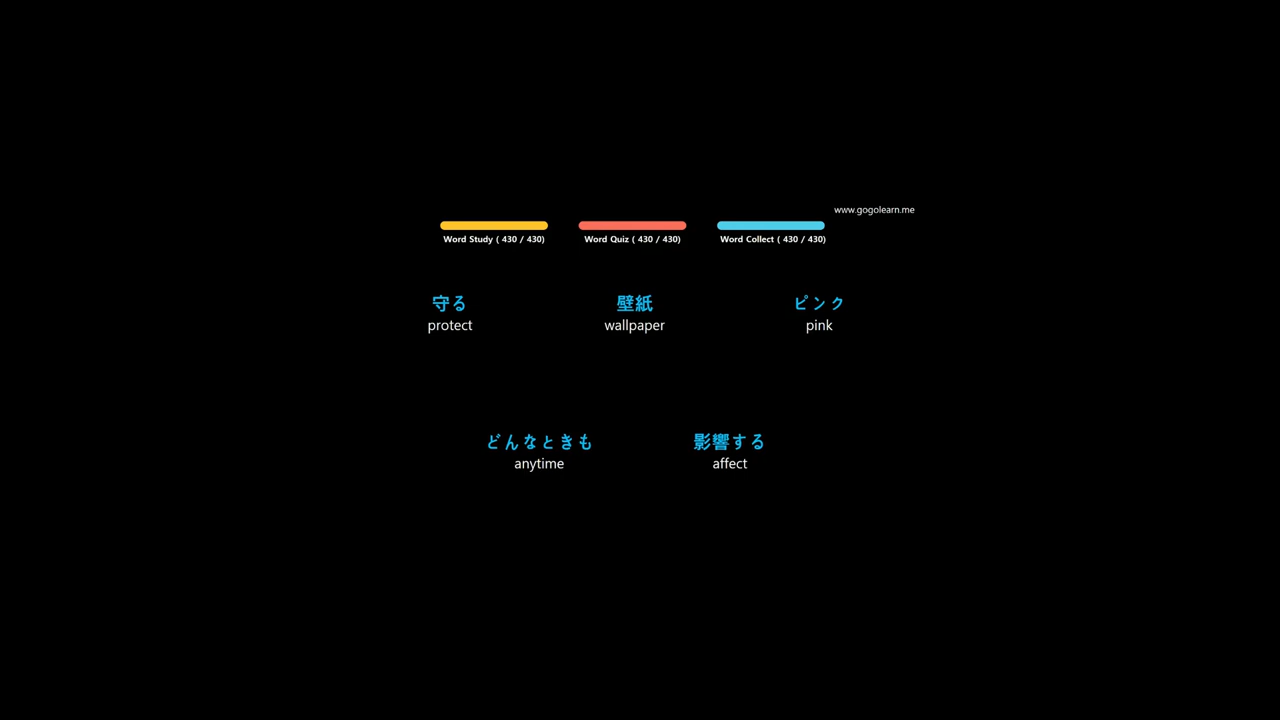 www.gogolearn.me
Word Study ( 430 / 430)
Word Quiz ( 430 / 430)
Word Collect ( 430 / 430)
守る
protect
壁紙
wallpaper
ピンク
pink
どんなときも
anytime
影響する
affect